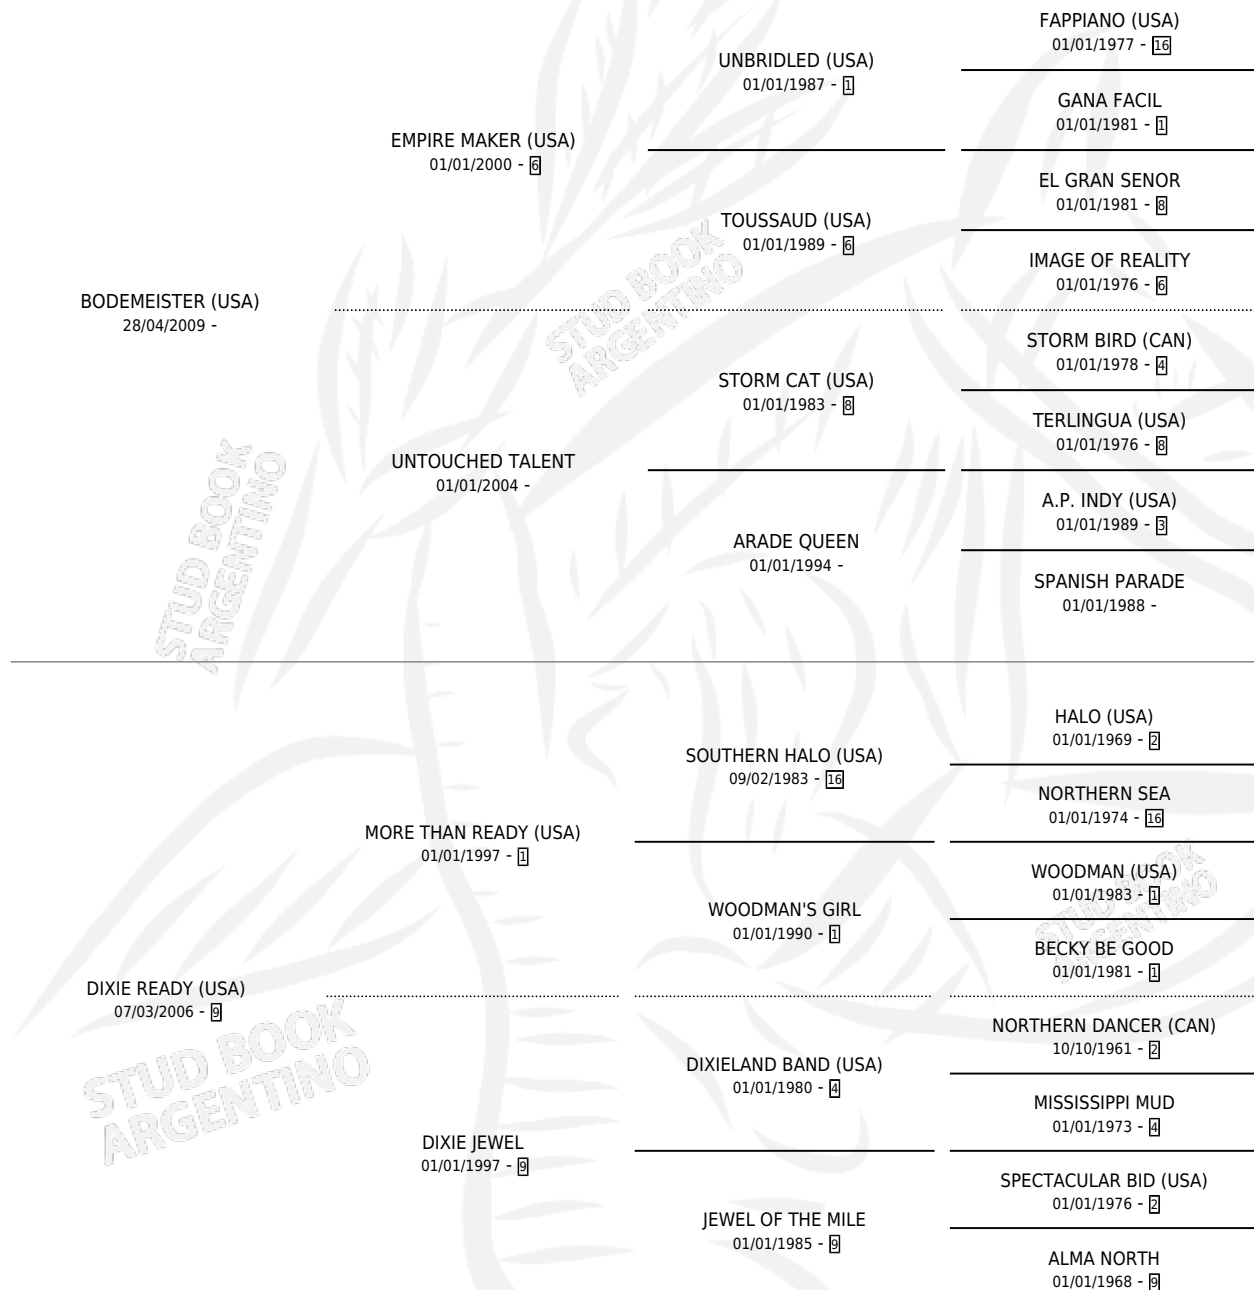 FAPPIANO (USA)
01/01/1977 - 16
UNBRIDLED (USA)
01/01/1987 - 1
GANA FACIL
01/01/1981 - 1
EMPIRE MAKER (USA)
01/01/2000 - 6
EL GRAN SENOR
01/01/1981 - 8
TOUSSAUD (USA)
01/01/1989 - 6
IMAGE OF REALITY
01/01/1976 - 6
BODEMEISTER (USA)
28/04/2009 -
STORM BIRD (CAN)
01/01/1978 - 4
STORM CAT (USA)
01/01/1983 - 8
TERLINGUA (USA)
01/01/1976 - 8
UNTOUCHED TALENT
01/01/2004 -
A.P. INDY (USA)
01/01/1989 - 3
ARADE QUEEN
01/01/1994 -
SPANISH PARADE
01/01/1988 -
STUD BOOK
ARGENTINO
STUD BOOK
ARGENTINO
HALO (USA)
01/01/1969 - 2
SOUTHERN HALO (USA)
09/02/1983 - 16
NORTHERN SEA
01/01/1974 - 16
MORE THAN READY (USA)
01/01/1997 - 1
WOODMAN (USA)
01/01/1983 - 1
WOODMAN'S GIRL
01/01/1990 - 1
BECKY BE GOOD
01/01/1981 - 1
DIXIE READY (USA)
07/03/2006 - 9
NORTHERN DANCER (CAN)
10/10/1961 - 2
DIXIELAND BAND (USA)
01/01/1980 - 4
MISSISSIPPI MUD
01/01/1973 - 4
DIXIE JEWEL
01/01/1997 - 9
SPECTACULAR BID (USA)
01/01/1976 - 2
JEWEL OF THE MILE
01/01/1985 - 9
ALMA NORTH
01/01/1968 - 9
STUD BOOK
ARGENTINO
STUD BOOK
ARGENTINO